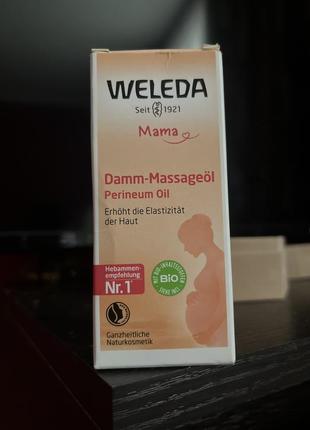 WELEDA
Seit 1921
Mama
Damm-Massageöl
Perineum Oil
Erhöht die Elastizität
der Haut
Hebammen-
empfehlung
Nr. 1
BiO
Ganzheitliche
Naturkosmetik